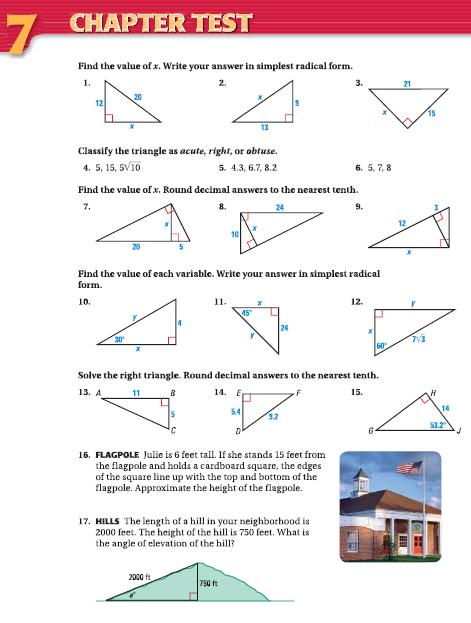 7 CHAPTER TEST
Find the value of x. Write your answer in simplest radical form.
1. 12 20 x
2. x 9 13
3. 21 x 15
Classify the triangle as acute, right, or obtuse.
4. 5, 15, 5√10 5. 4.3, 6.7, 8.2 6. 5, 7, 8
Find the value of x. Round decimal answers to the nearest tenth.
7. x 20 5
8. 24 10 x
9. 3 12 x
Find the value of each variable. Write your answer in simplest radical
form.
10. y 4 30° x
11. x 45° y 24
12. y x 60° 7√3
Solve the right triangle. Round decimal answers to the nearest tenth.
13. A 11 B 5 C
14. E F 5.4 9.2 D
15. H 14 53.2° G J
16. FLAGPOLE Julie is 6 feet tall. If she stands 15 feet from
the flagpole and holds a cardboard square, the edges
of the square line up with the top and bottom of the
flagpole. Approximate the height of the flagpole.
17. HILLS The length of a hill in your neighborhood is
2000 feet. The height of the hill is 750 feet. What is
the angle of elevation of the hill?
2000 ft
750 ft